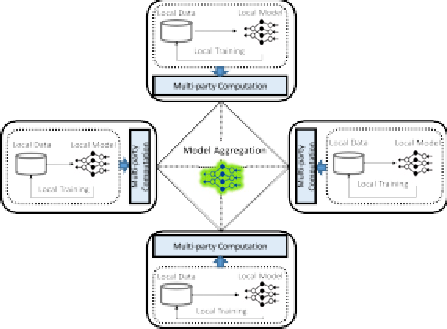 Local Data Local Model
Local Training
Multi-party Computation
Local Data Local Model
Local Training
Multi-party
Computation
Model Aggregation
Multi-party
Computation
Local Data Local Model
Local Training
Multi-party Computation
Local Data Local Model
Local Training